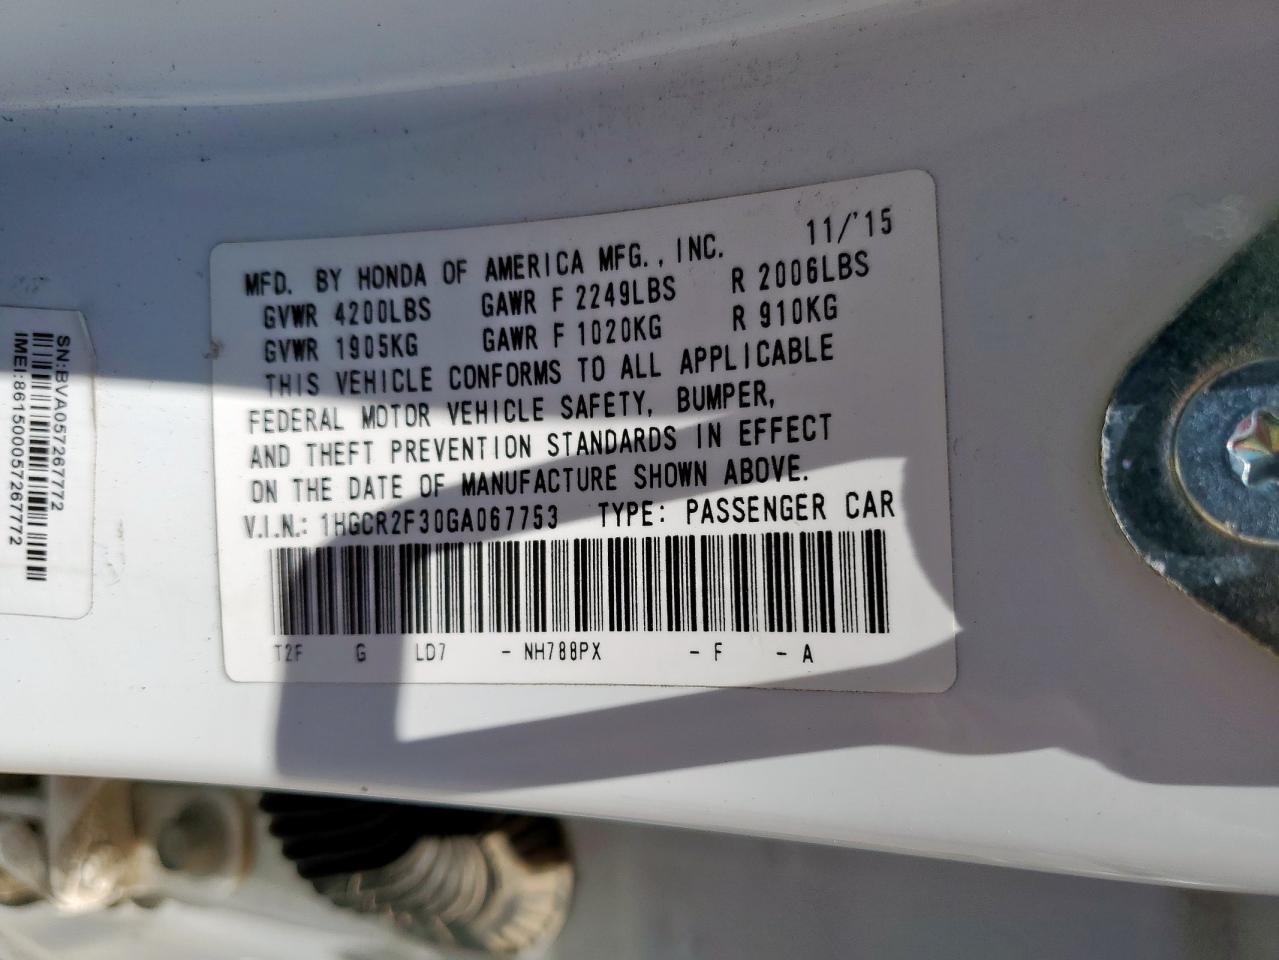 MFD. BY HONDA OF AMERICA MFG., INC. 11/'15
GVWR 4200LBS GAWR F 2249LBS R 2006LBS
GVWR 1905KG GAWR F 1020KG R 910KG
THIS VEHICLE CONFORMS TO ALL APPLICABLE
FEDERAL MOTOR VEHICLE SAFETY, BUMPER,
AND THEFT PREVENTION STANDARDS IN EFFECT
ON THE DATE OF MANUFACTURE SHOWN ABOVE.
V.I.N.: 1HGCR2F30GA067753 TYPE: PASSENGER CAR
T2F G LD7 - NH788PX - F - A
SN:BVA057267772
IMEI:861500057267772